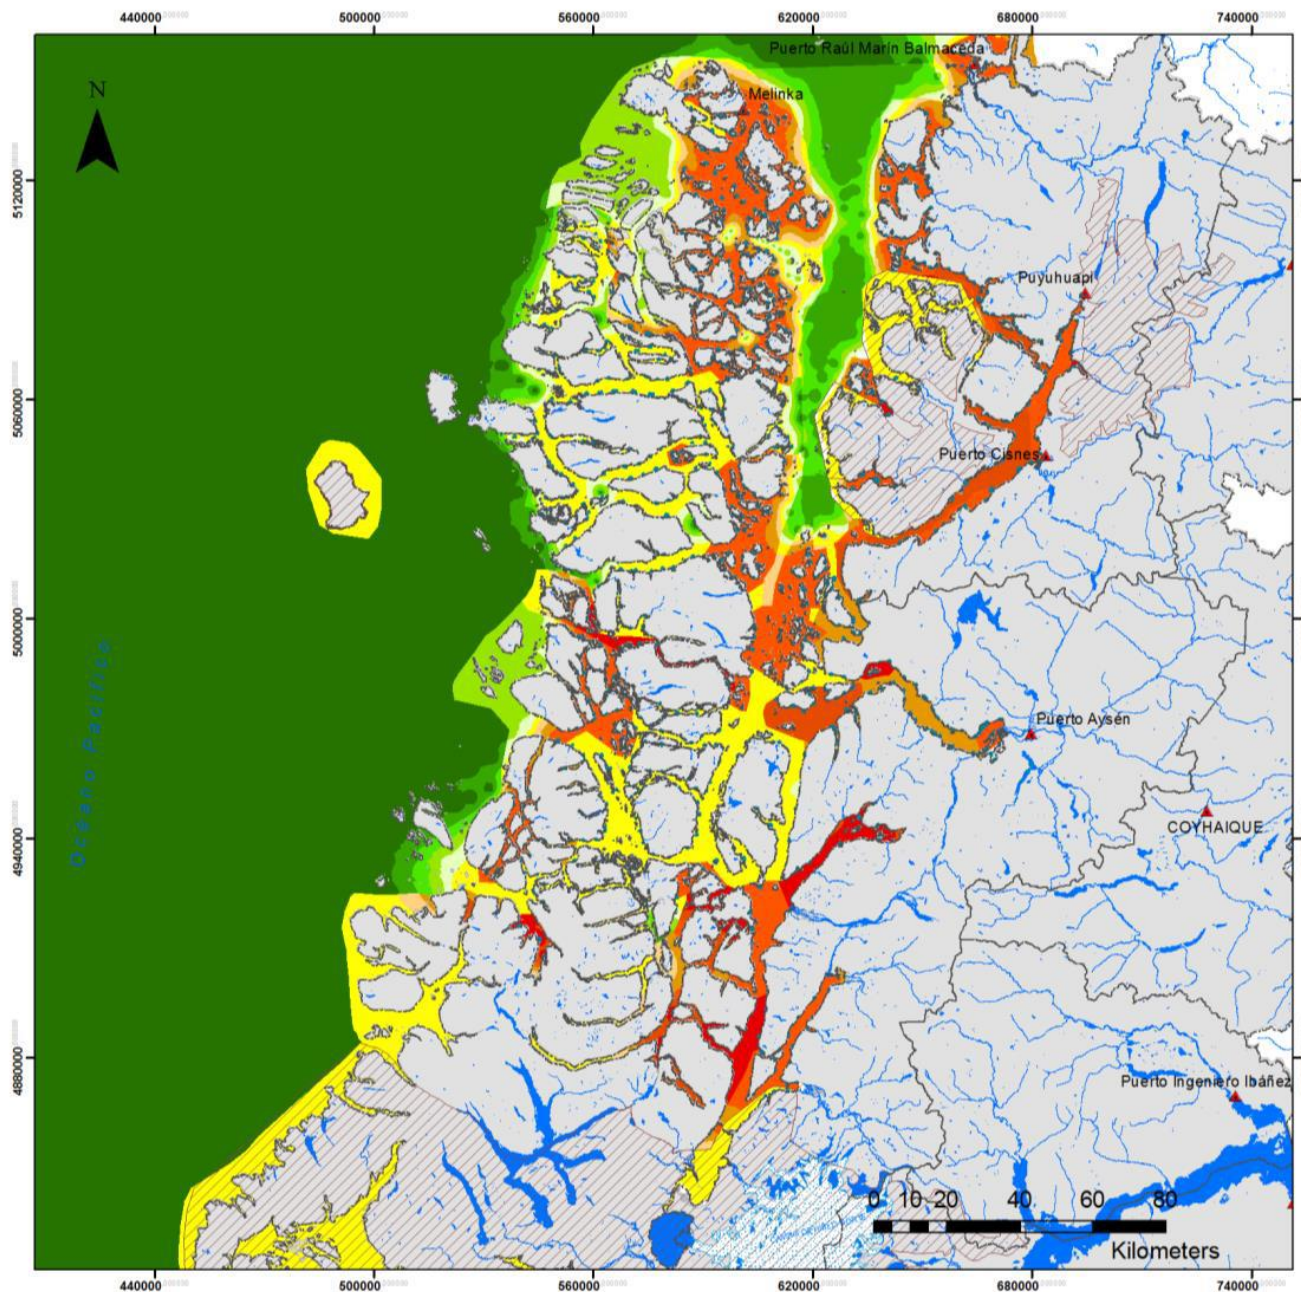 440000 500000 560000 620000 680000 740000
Puerto Raúl Marín Balmaceda
N
Melinka
5120000
Puyuhuapi
5060000
Puerto Cisnes
5000000
Océano Pacífico
Puerto Aysén
4940000
COYHAIQUE
4880000
Puerto Ingeniero Ibáñez
0 10 20 40 60 80
Kilometers
440000 500000 560000 620000 680000 740000